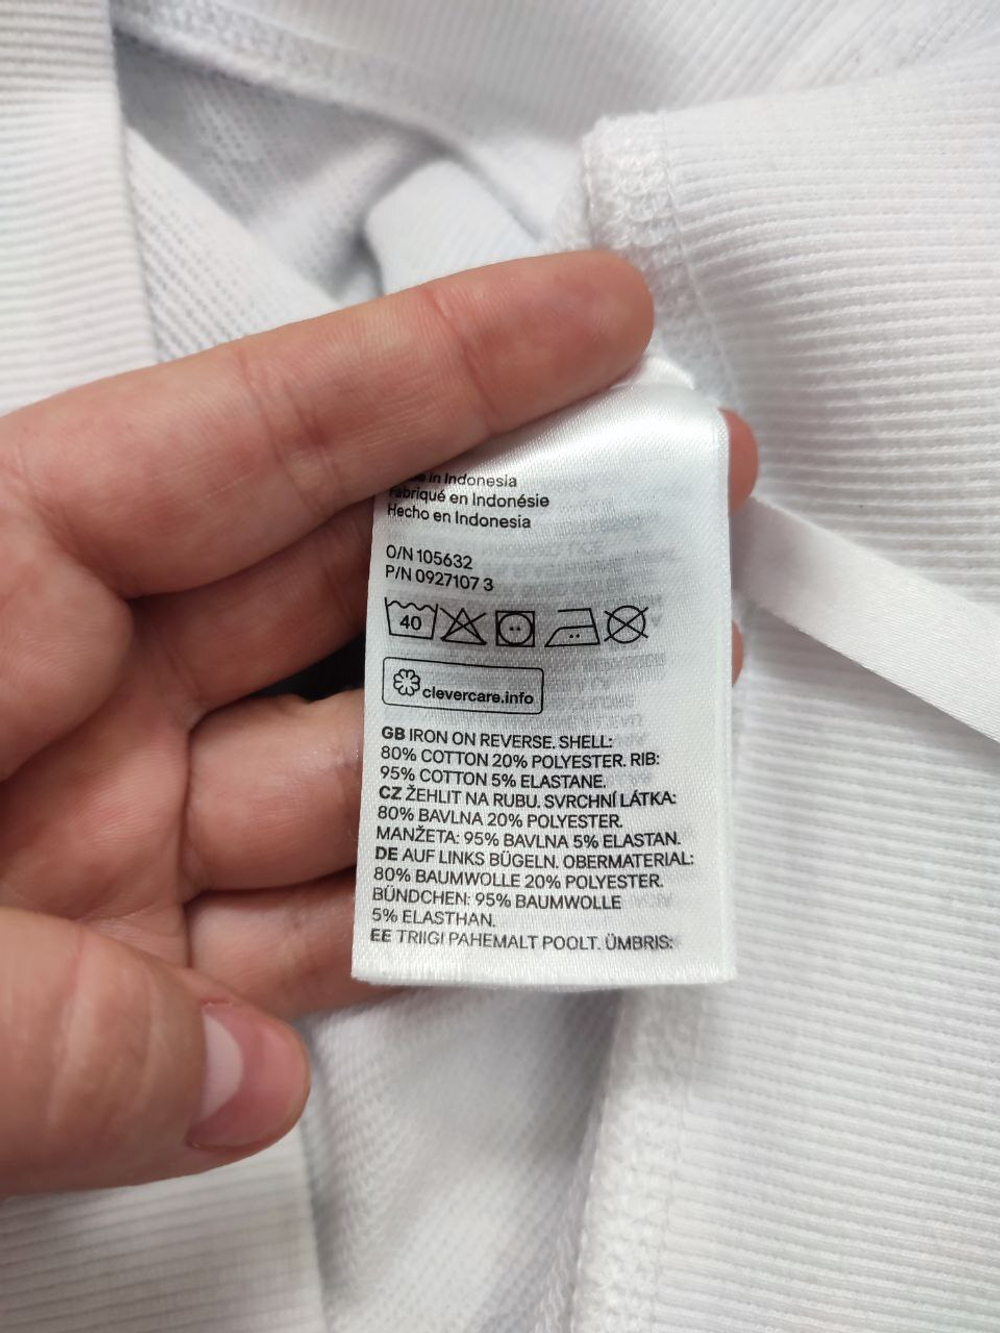 in Indonesia
Fabriqué en Indonésie
Hecho en Indonesia
O/N 105632
P/N 0927107 3
40
clevercare.info
GB IRON ON REVERSE. SHELL:
80% COTTON 20% POLYESTER. RIB:
95% COTTON 5% ELASTANE.
CZ ŽEHLIT NA RUBU. SVRCHNÍ LÁTKA:
80% BAVLNA 20% POLYESTER.
MANŽETA: 95% BAVLNA 5% ELASTAN.
DE AUF LINKS BÜGELN. OBERMATERIAL:
80% BAUMWOLLE 20% POLYESTER.
BÜNDCHEN: 95% BAUMWOLLE
5% ELASTHAN.
EE TRIIGI PAHEMALT POOLT. ÜMBRIS: